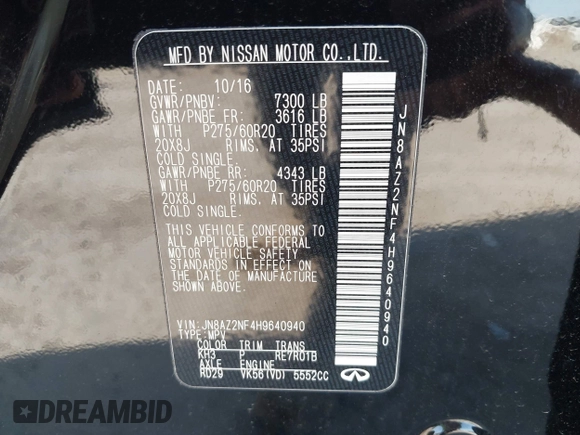 MFD BY NISSAN MOTOR CO.,LTD.
DATE 10/16
GVWR/PNBV: 7300 LB
GAWR/PNBE FR: 3616 LB
WITH P275/60R20 TIRES
20X8J RIMS, AT 35PSI
COLD SINGLE.
GAWR/PNBE RR: 4343 LB
WITH P275/60R20 TIRES
20X8J RIMS, AT 35PSI
COLD SINGLE.
THIS VEHICLE CONFORMS TO
ALL APPLICABLE FEDERAL
MOTOR VEHICLE SAFETY
STANDARDS IN EFFECT ON
THE DATE OF MANUFACTURE
SHOWN ABOVE.
VIN:JN8AZ2NF4H9640940
TYPE:MPV
COLOR TRIM TRANS
KH3 P RE7R01B
AXLE ENGINE
RD29 VK56(VD) 5552CC
JN8AZ2NF4H9640940
INFINITI
DREAMBID